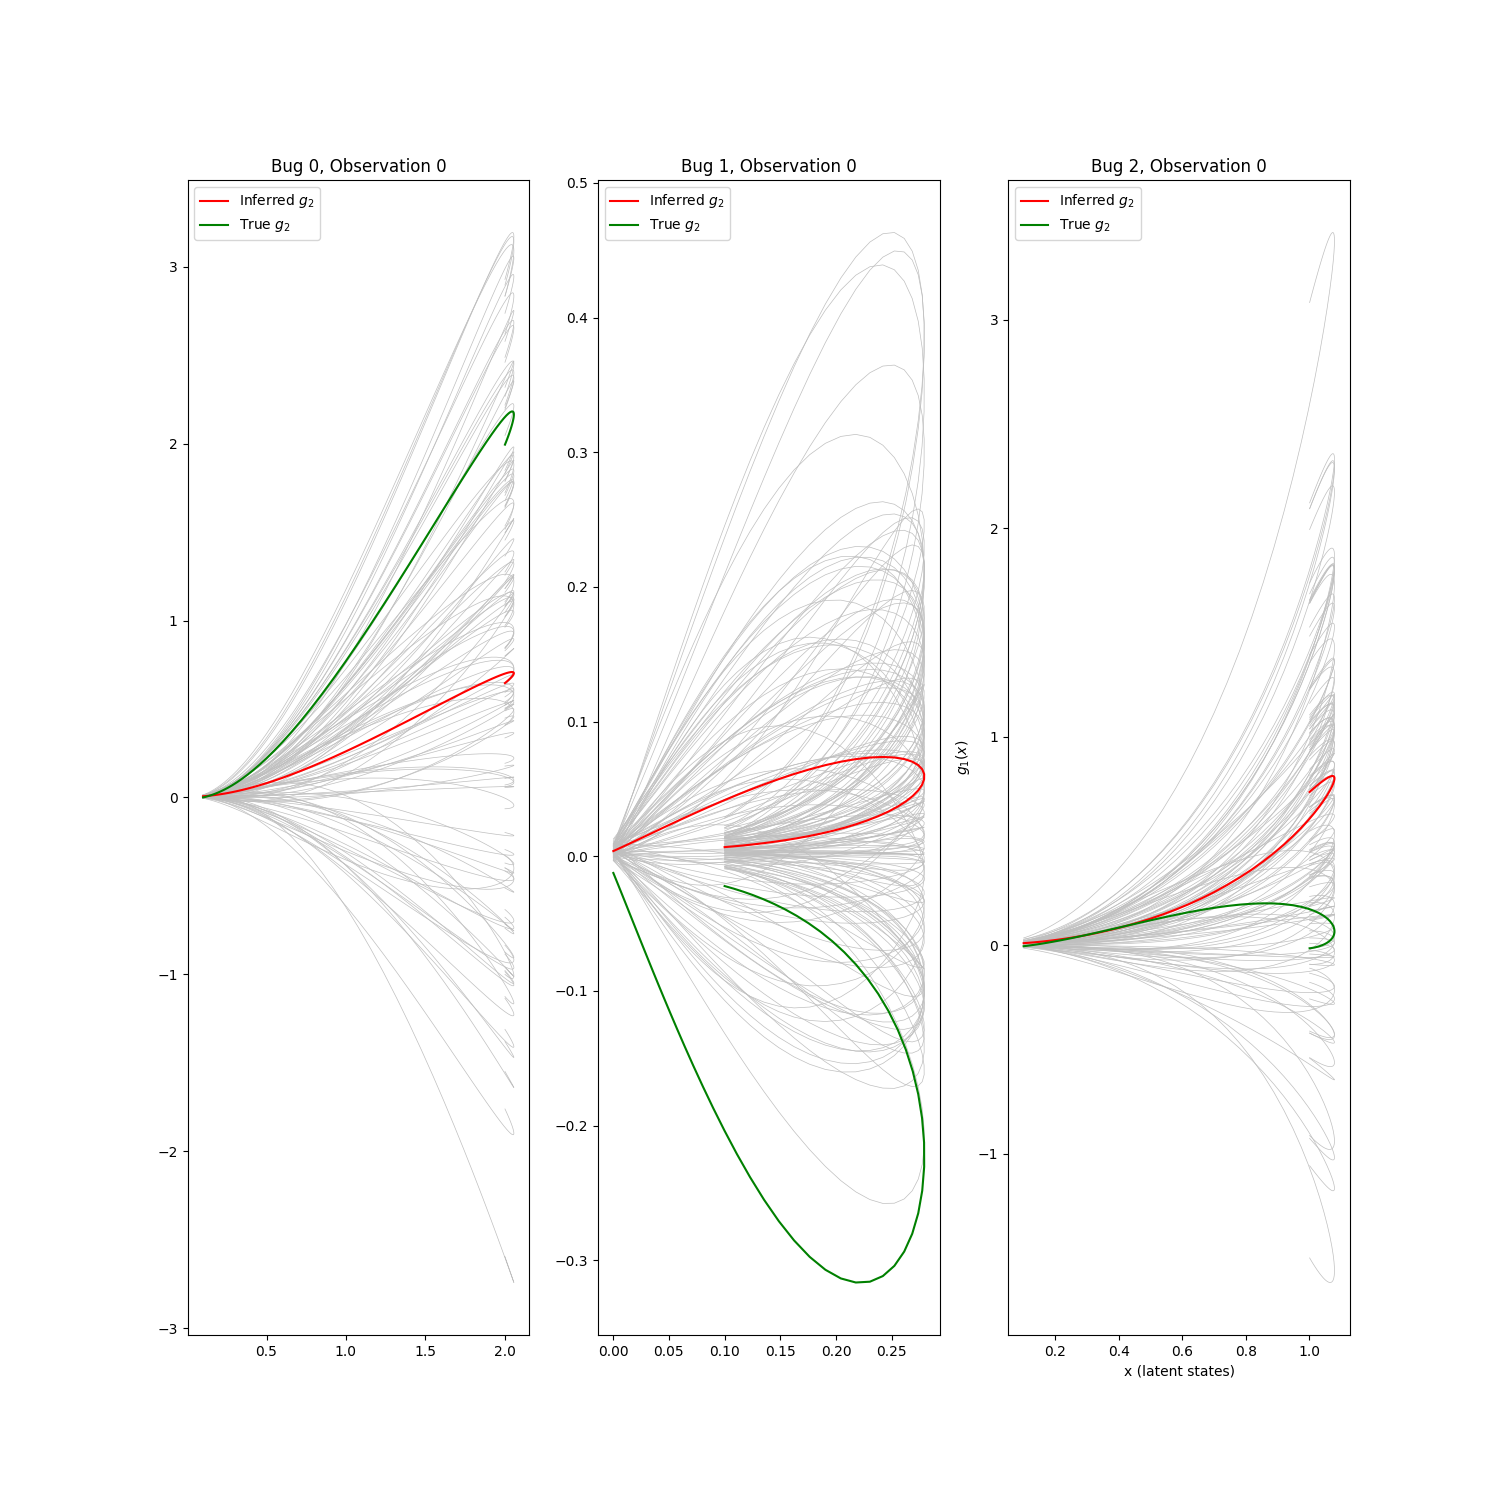 Bug 0, Observation 0
Inferred g₂
True g₂
3
2
1
0
−1
−2
−3
0.5 1.0 1.5 2.0
Bug 1, Observation 0
Inferred g₂
True g₂
0.5
0.4
0.3
0.2
0.1
0.0
−0.1
−0.2
−0.3
0.00 0.05 0.10 0.15 0.20 0.25
Bug 2, Observation 0
Inferred g₂
True g₂
g₁(x)
3
2
1
0
−1
0.2 0.4 0.6 0.8 1.0
x (latent states)